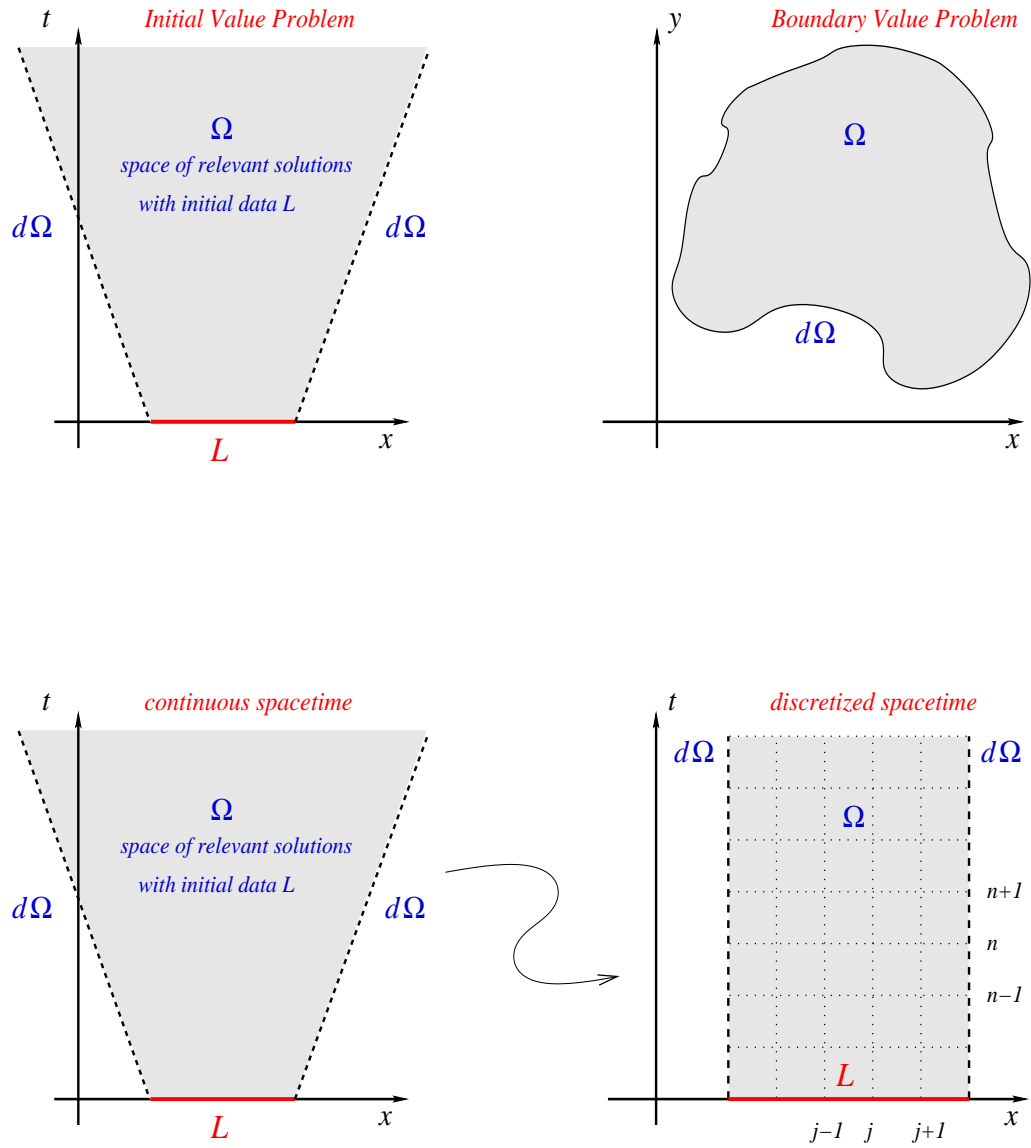 t
Initial Value Problem
Ω
space of relevant solutions
with initial data L
dΩ
dΩ
x
L
y
Boundary Value Problem
Ω
dΩ
x
t
continuous spacetime
Ω
space of relevant solutions
with initial data L
dΩ
dΩ
x
L
t
discretized spacetime
dΩ
dΩ
Ω
n+1
n
n−1
L
x
j−1 j j+1